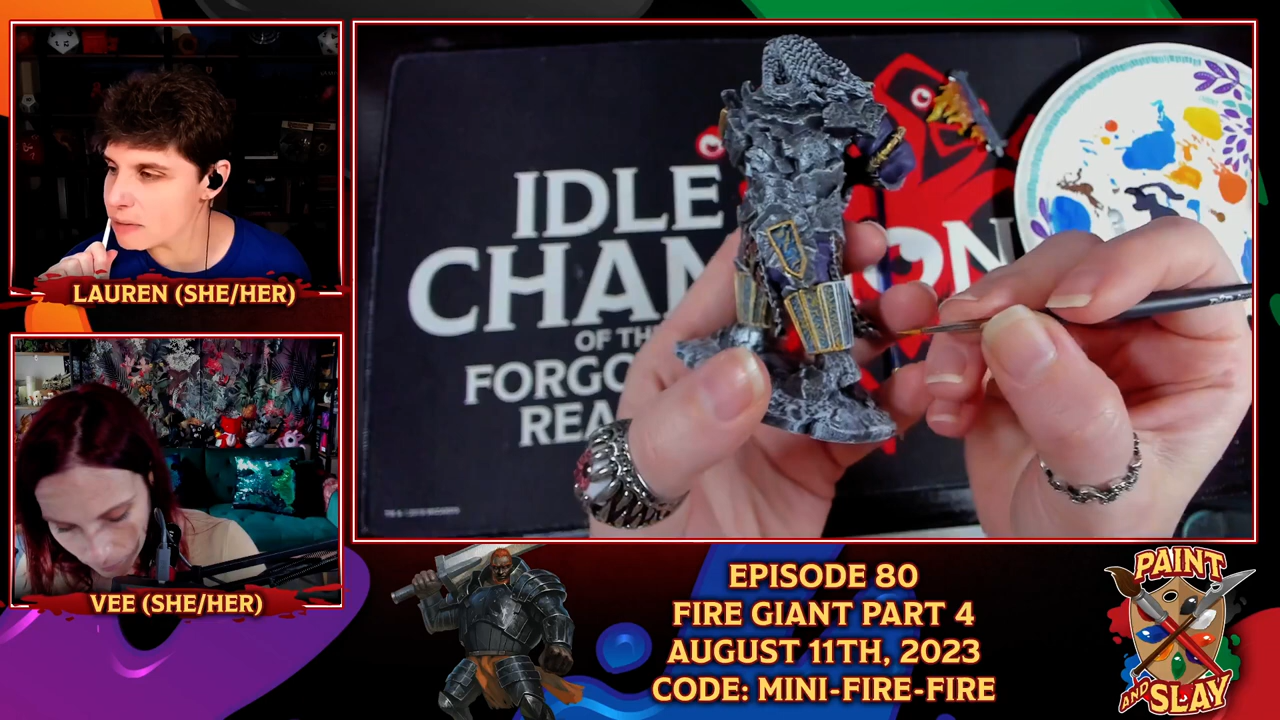 LAUREN (SHE/HER)
VEE (SHE/HER)
IDLE
CHAM ON
OF TH
FORGO
REA
EPISODE 80
FIRE GIANT PART 4
AUGUST 11TH, 2023
CODE: MINI-FIRE-FIRE
PAINT
AND SLAY